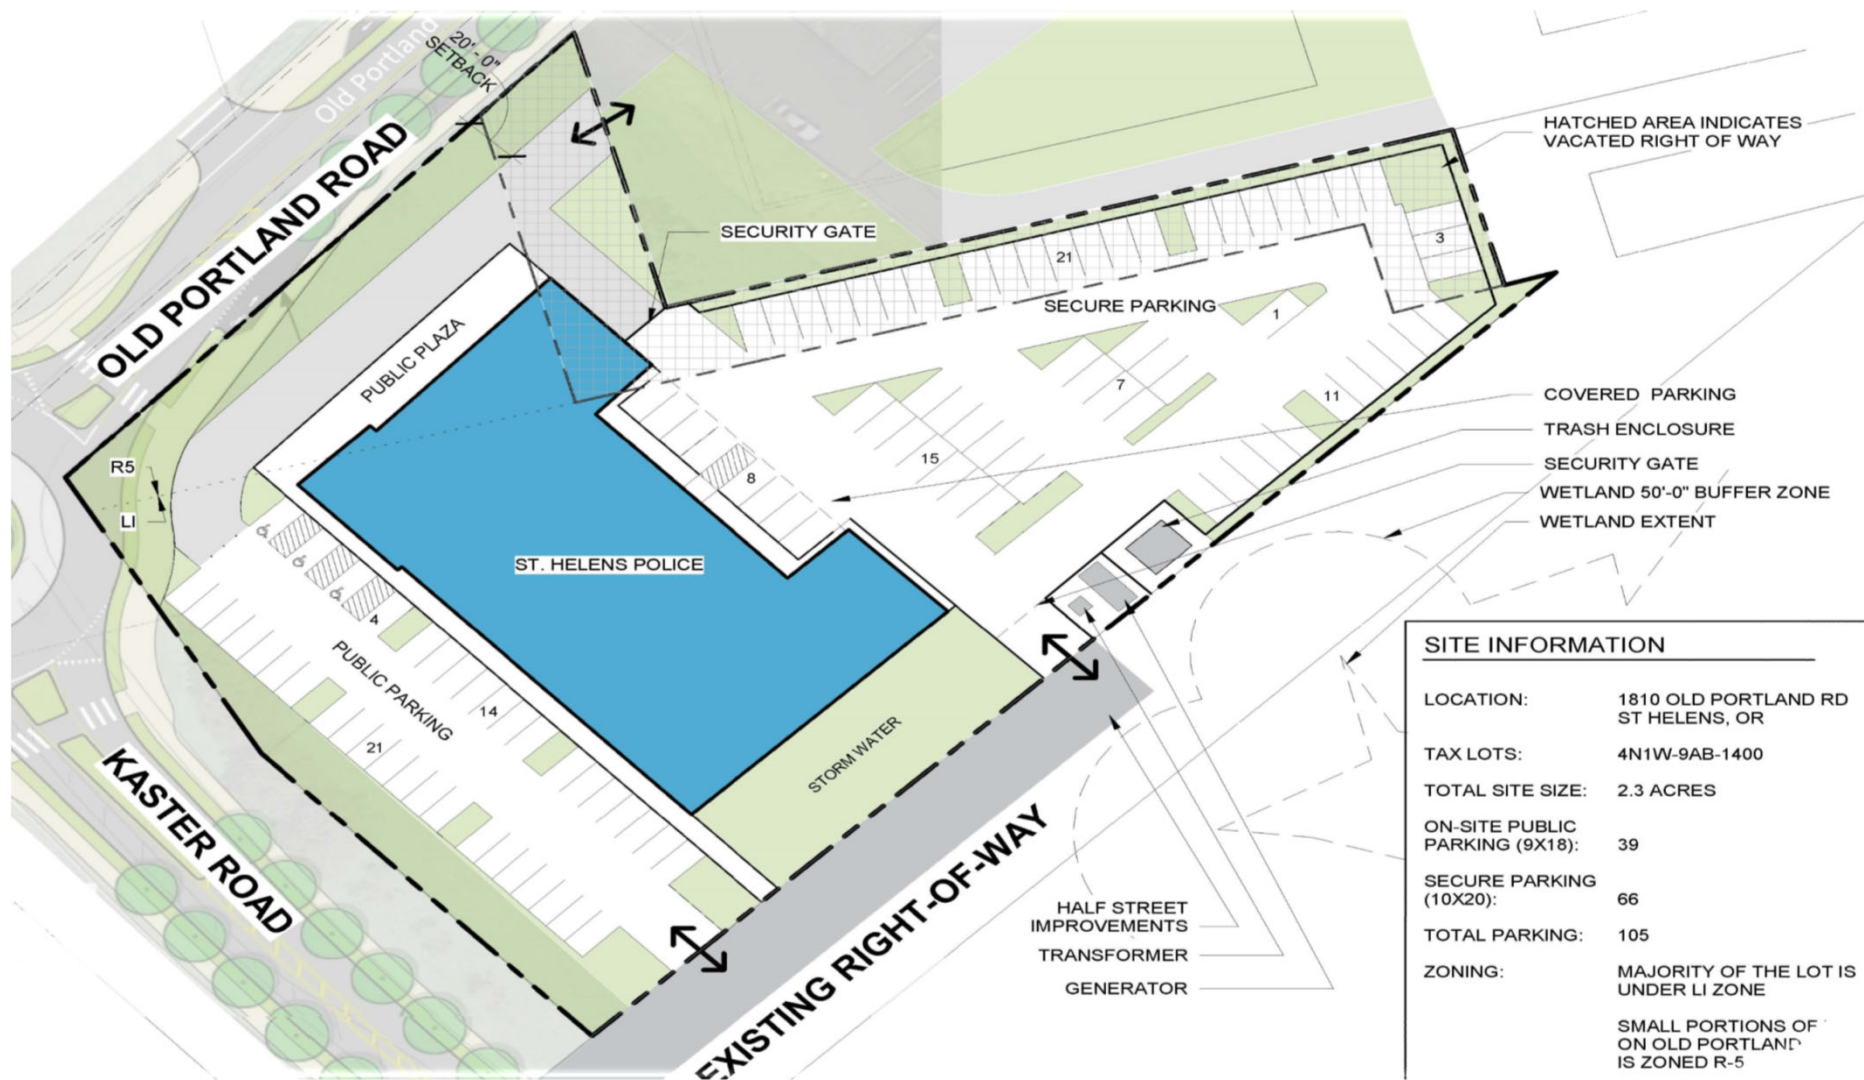 20'-0"
SETBACK
Old Portland
OLD PORTLAND ROAD
HATCHED AREA INDICATES
VACATED RIGHT OF WAY
SECURITY GATE
21
3
SECURE PARKING
1
PUBLIC PLAZA
7
11
COVERED PARKING
TRASH ENCLOSURE
SECURITY GATE
WETLAND 50'-0" BUFFER ZONE
WETLAND EXTENT
R5
LI
15
8
ST. HELENS POLICE
4
PUBLIC PARKING
14
21
STORM WATER
KASTER ROAD
EXISTING RIGHT-OF-WAY
HALF STREET
IMPROVEMENTS
TRANSFORMER
GENERATOR
SITE INFORMATION
LOCATION: 1810 OLD PORTLAND RD
ST HELENS, OR
TAX LOTS: 4N1W-9AB-1400
TOTAL SITE SIZE: 2.3 ACRES
ON-SITE PUBLIC
PARKING (9X18): 39
SECURE PARKING
(10X20): 66
TOTAL PARKING: 105
ZONING: MAJORITY OF THE LOT IS
UNDER LI ZONE
SMALL PORTIONS OF
ON OLD PORTLAND
IS ZONED R-5